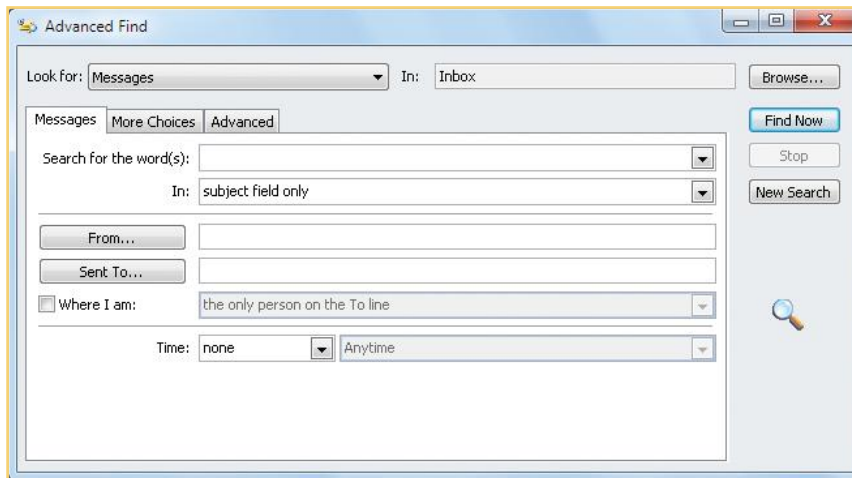 Advanced Find
Look for: Messages In: Inbox Browse...
Messages More Choices Advanced Find Now
Search for the word(s): Stop
In: subject field only New Search
From...
Sent To...
Where I am: the only person on the To line
Time: none Anytime